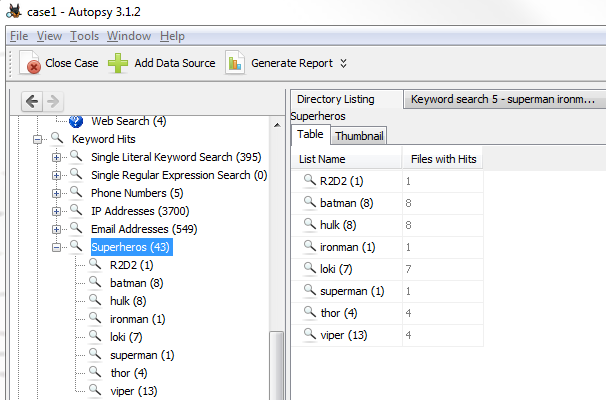 case1 - Autopsy 3.1.2
File View Tools Window Help
Close Case Add Data Source Generate Report
Web Search (4)
Keyword Hits
Single Literal Keyword Search (395)
Single Regular Expression Search (0)
Phone Numbers (5)
IP Addresses (3700)
Email Addresses (549)
Superheros (43)
R2D2 (1)
batman (8)
hulk (8)
ironman (1)
loki (7)
superman (1)
thor (4)
viper (13)
Directory Listing Keyword search 5 - superman ironm...
Superheros
Table Thumbnail
List Name Files with Hits
R2D2 (1) 1
batman (8) 8
hulk (8) 8
ironman (1) 1
loki (7) 7
superman (1) 1
thor (4) 4
viper (13) 4